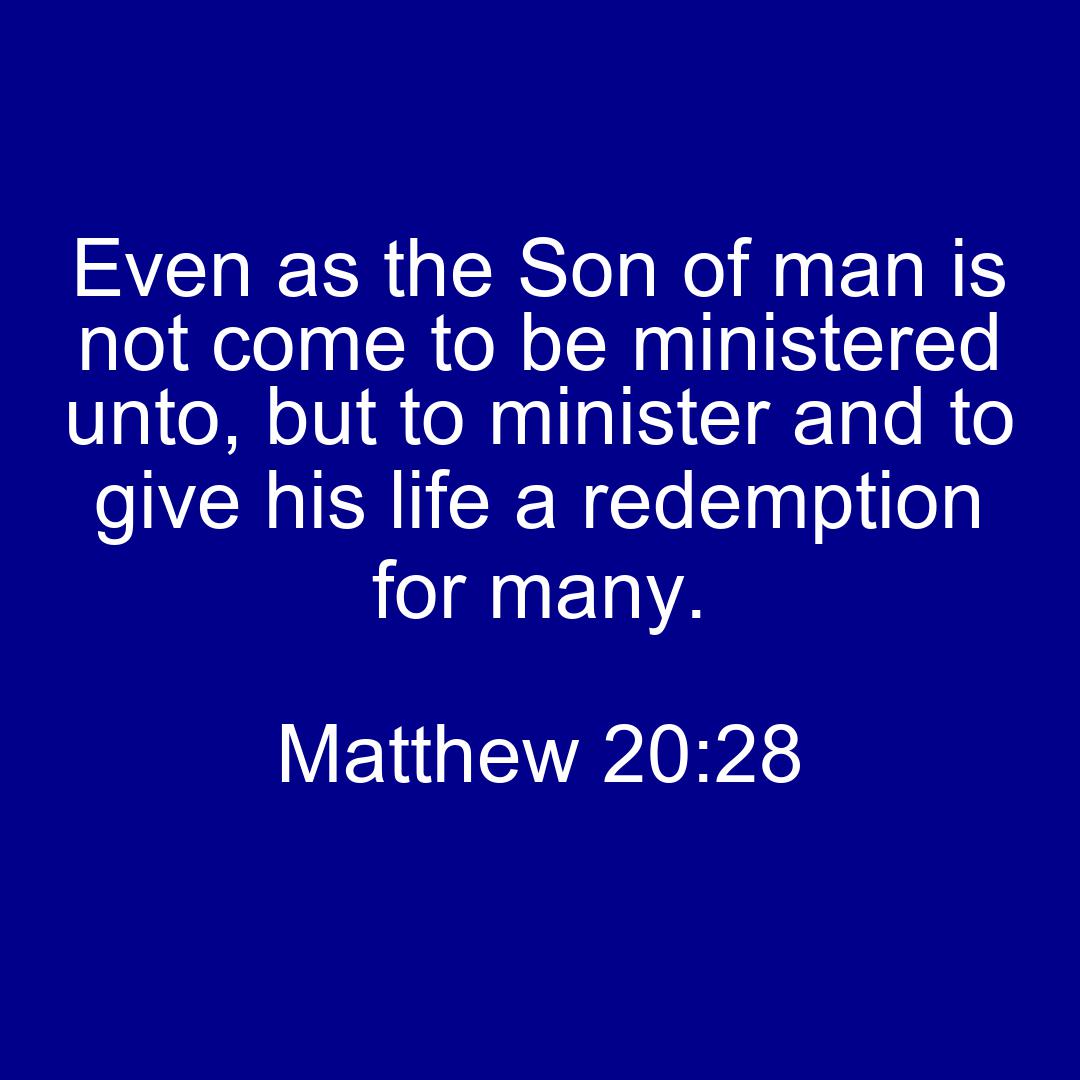 Even as the Son of man is
not come to be ministered
unto, but to minister and to
give his life a redemption
for many.
Matthew 20:28